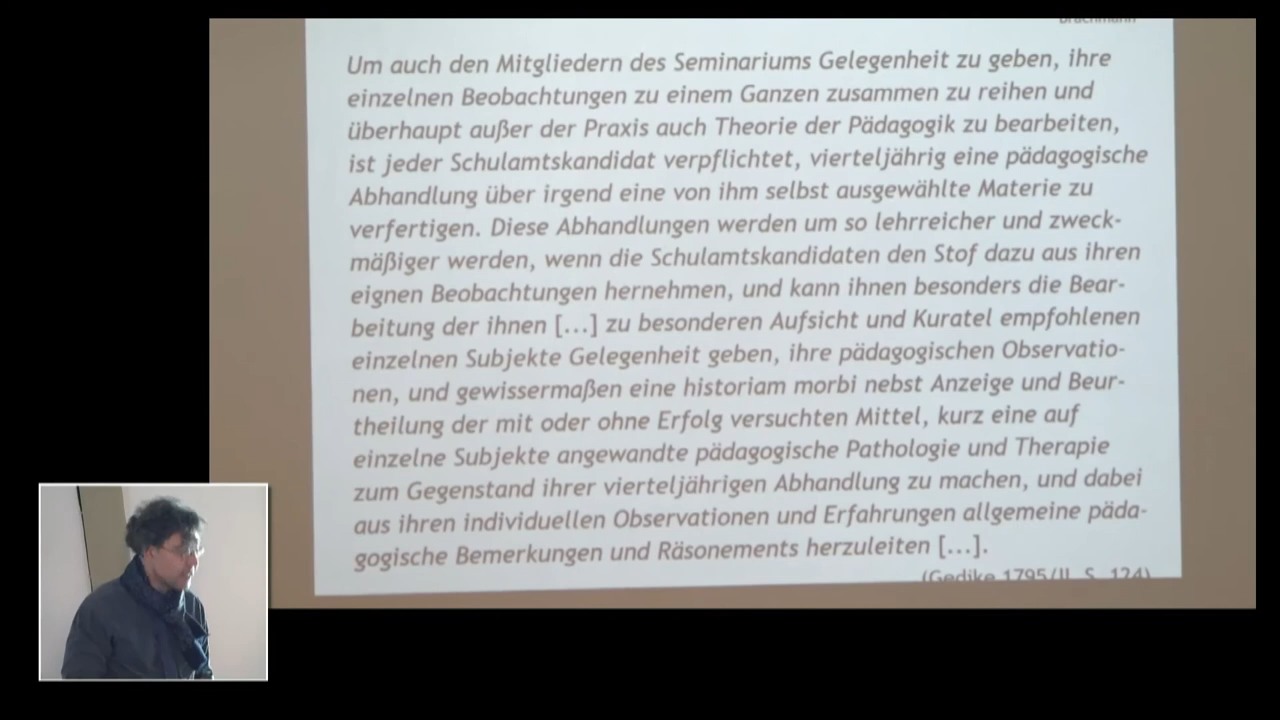 Brachmann
Um auch den Mitgliedern des Seminariums Gelegenheit zu geben, ihre
einzelnen Beobachtungen zu einem Ganzen zusammen zu reihen und
überhaupt außer der Praxis auch Theorie der Pädagogik zu bearbeiten,
ist jeder Schulamtskandidat verpflichtet, vierteljährig eine pädagogische
Abhandlung über irgend eine von ihm selbst ausgewählte Materie zu
verfertigen. Diese Abhandlungen werden um so lehrreicher und zweck-
mäßiger werden, wenn die Schulamtskandidaten den Stof dazu aus ihren
eignen Beobachtungen hernehmen, und kann ihnen besonders die Bear-
beitung der ihnen [...] zu besonderen Aufsicht und Kuratel empfohlenen
einzelnen Subjekte Gelegenheit geben, ihre pädagogischen Observatio-
nen, und gewissermaßen eine historiam morbi nebst Anzeige und Beur-
theilung der mit oder ohne Erfolg versuchten Mittel, kurz eine auf
einzelne Subjekte angewandte pädagogische Pathologie und Therapie
zum Gegenstand ihrer vierteljährigen Abhandlung zu machen, und dabei
aus ihren individuellen Observationen und Erfahrungen allgemeine päda-
gogische Bemerkungen und Räsonements herzuleiten [...].
(Gedike 1795/II, S. 124)